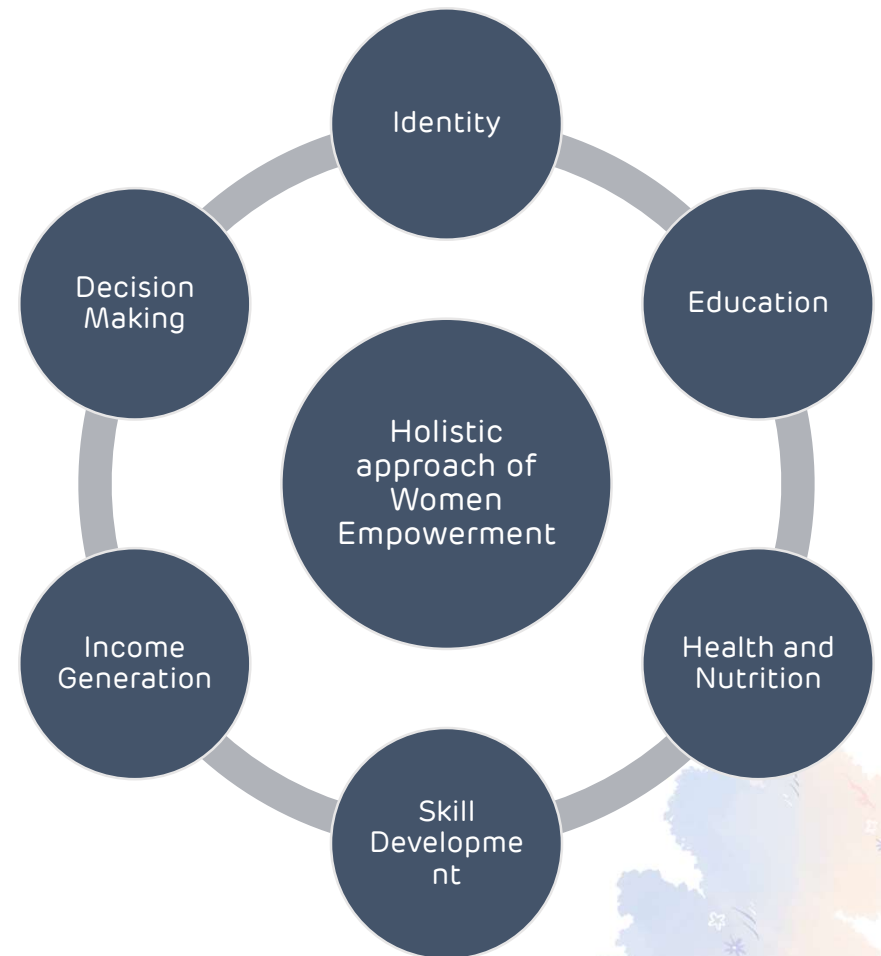 Identity
Education
Health and
Nutrition
Skill
Developme
nt
Income
Generation
Decision
Making
Holistic
approach of
Women
Empowerment